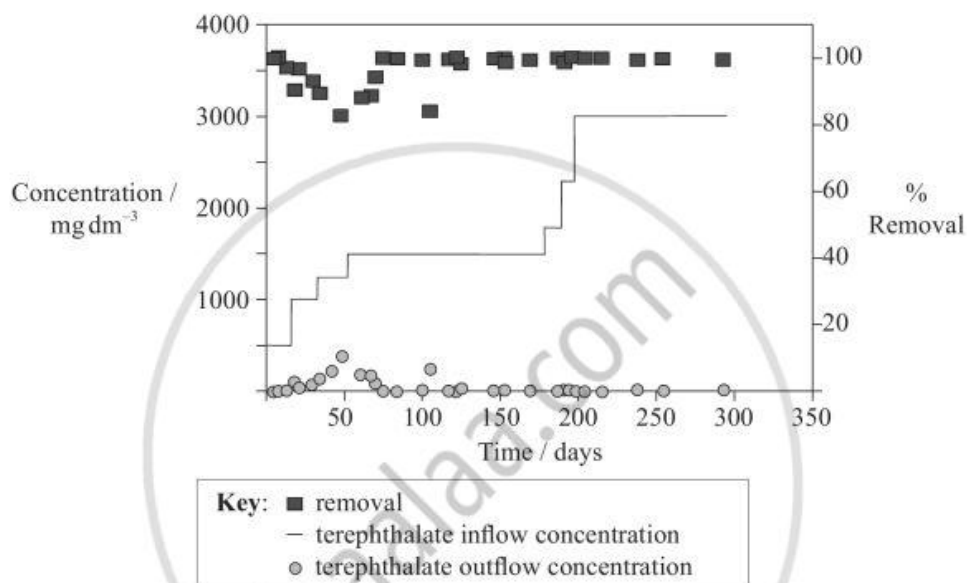 4000
3000
2000
1000
Concentration /
mg dm⁻³
100
80
60
40
20
%
Removal
50 100 150 200 250 300 350
Time / days
Key: removal
terephthalate inflow concentration
terephthalate outflow concentration
malaa.com